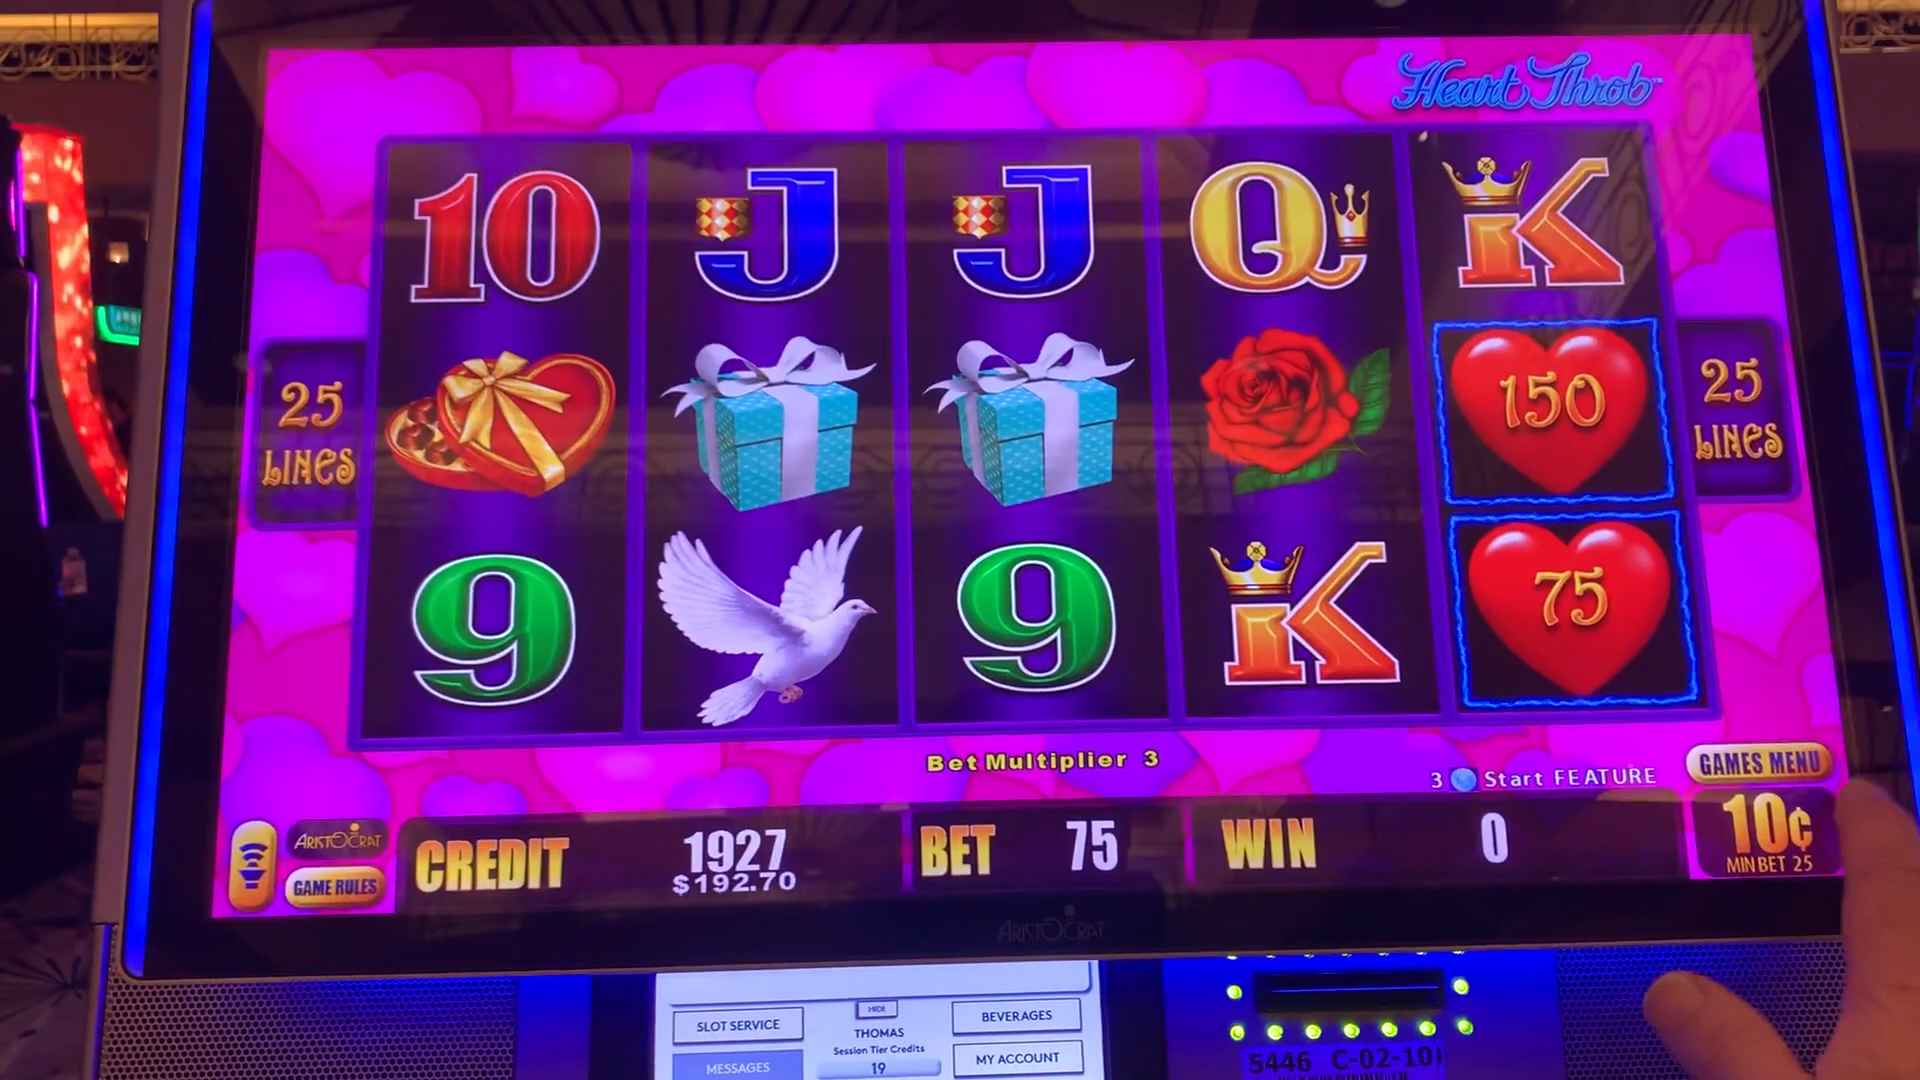 Heart Throb™
10 J J Q K
25 LINES
150
25 LINES
75
9 9 K
Bet Multiplier 3
3 Start FEATURE
GAMES MENU
ARISTOCRAT
GAME RULES
CREDIT 1927
$192.70
BET 75
WIN 0
10¢
MIN BET 25
ARISTOCRAT
HIDE
SLOT SERVICE
THOMAS
BEVERAGES
Session Tier Credits
MESSAGES
19
MY ACCOUNT
5446 C-02-10